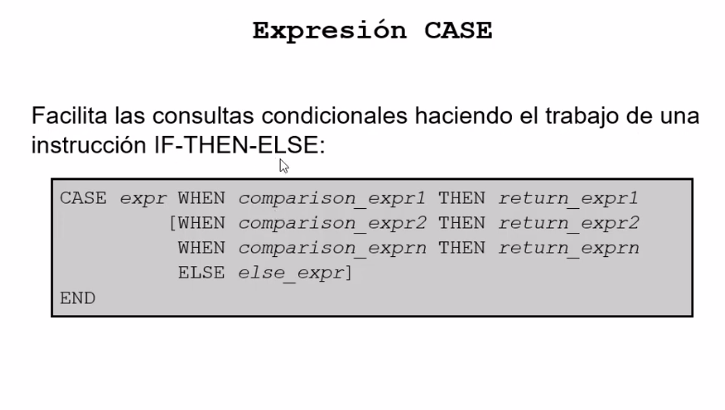 Expresión CASE
Facilita las consultas condicionales haciendo el trabajo de una
instrucción IF-THEN-ELSE:
CASE expr WHEN comparison_expr1 THEN return_expr1
[WHEN comparison_expr2 THEN return_expr2
WHEN comparison_exprn THEN return_exprn
ELSE else_expr]
END